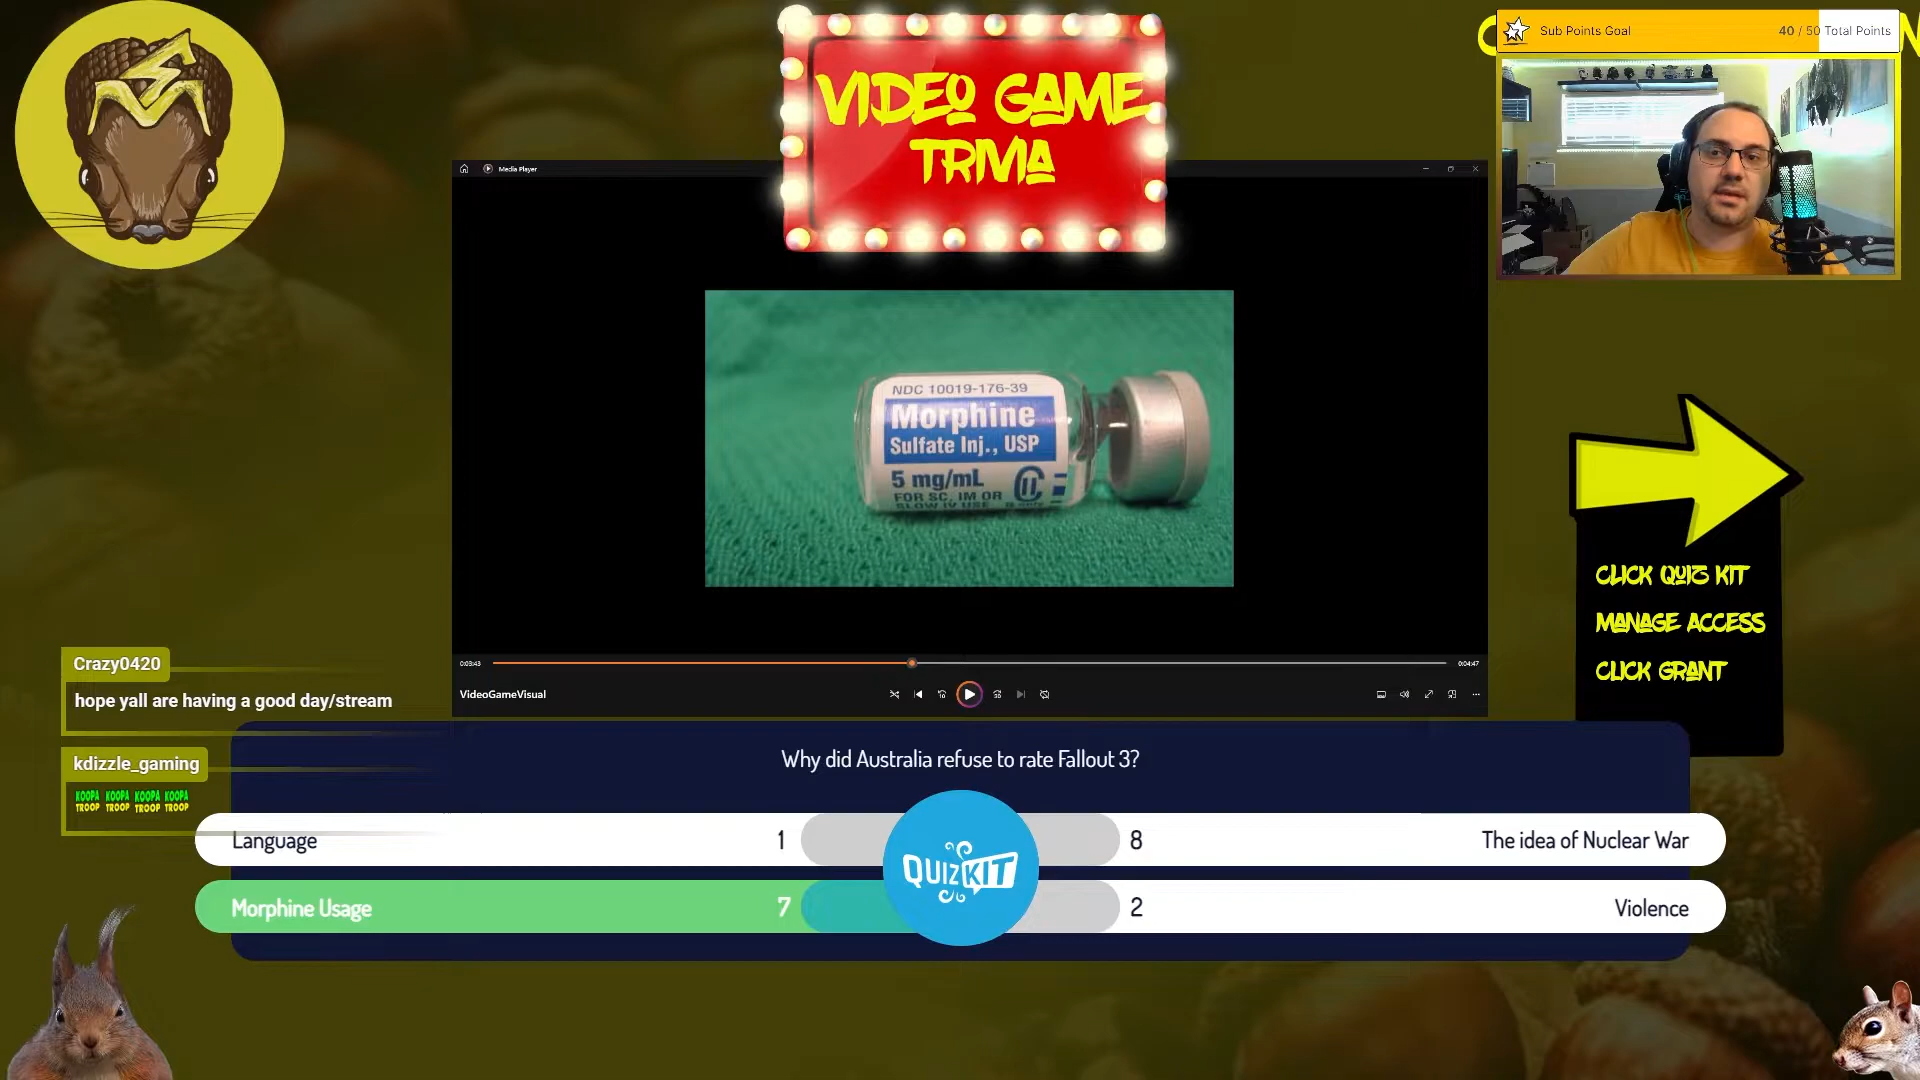 VIDEO GAME
TRIVIA
Sub Points Goal
40 / 50 Total Points
Media Player
NDC 10019-176-39
Morphine
Sulfate Inj., USP
5 mg/mL
FOR SC, IM OR
SLOW IV USE
CII
0:03:43
0:04:47
VideoGameVisual
CLICK QUIZ KIT
MANAGE ACCESS
CLICK GRANT
Crazy0420
hope yall are having a good day/stream
kdizzle_gaming
KOOPA TROOP KOOPA TROOP KOOPA TROOP KOOPA TROOP
Why did Australia refuse to rate Fallout 3?
Language 1
8 The idea of Nuclear War
Morphine Usage 7
2 Violence
QUIZKIT